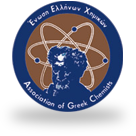 Ένωση Ελλήνων Χημικών
Association of Greek Chemists